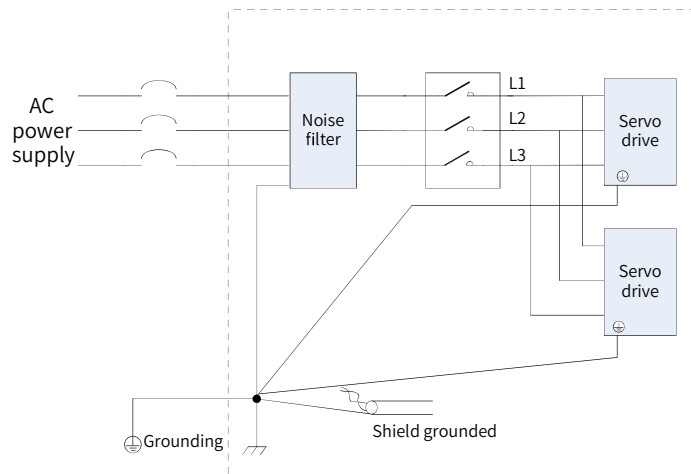 AC
power
supply
Noise
filter
L1
L2
L3
Servo
drive
Servo
drive
Grounding
Shield grounded